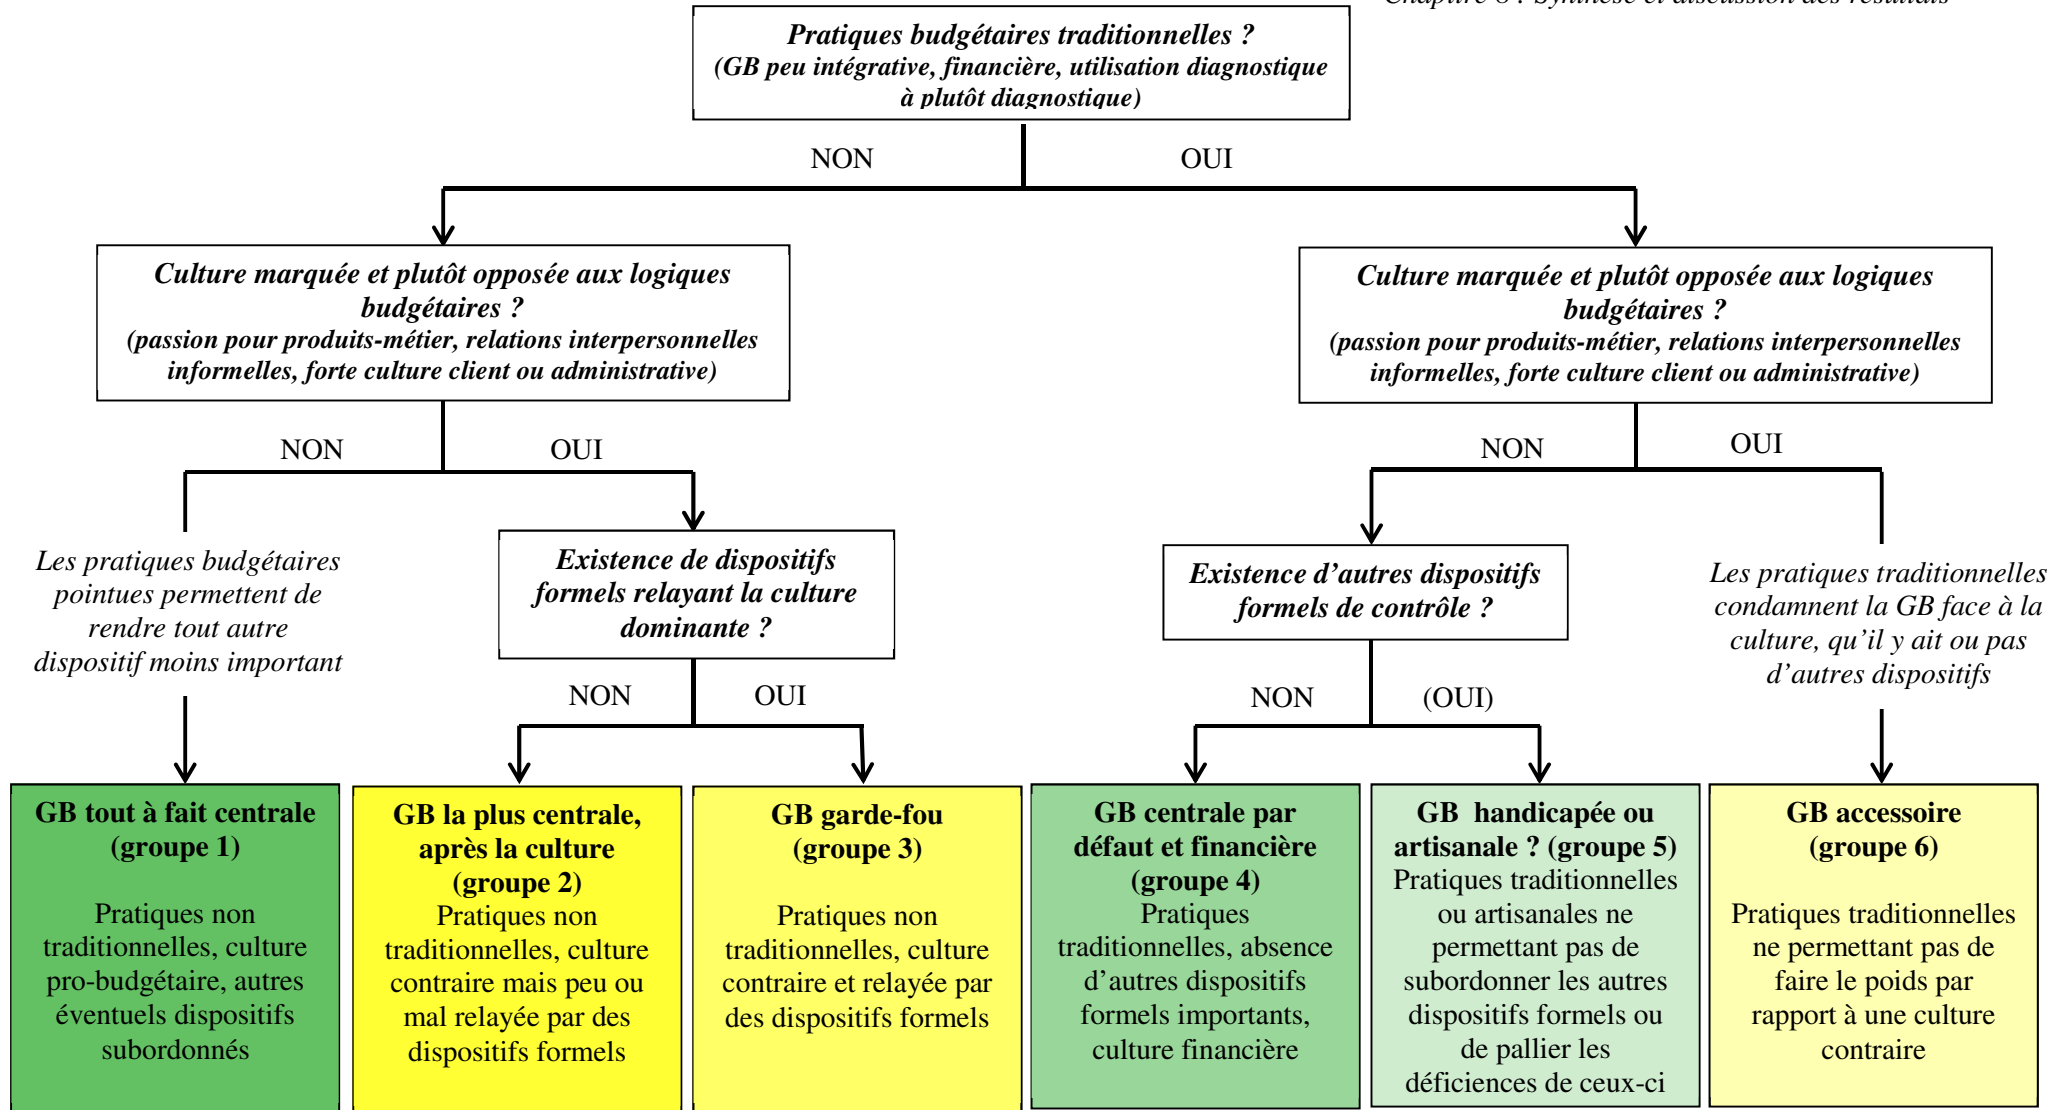 Chapitre 8 : Synthèse et discussion des résultats
Pratiques budgétaires traditionnelles ?
(GB peu intégrative, financière, utilisation diagnostique
à plutôt diagnostique)
NON
OUI
Culture marquée et plutôt opposée aux logiques
budgétaires ?
(passion pour produits-métier, relations interpersonnelles
informelles, forte culture client ou administrative)
Culture marquée et plutôt opposée aux logiques
budgétaires ?
(passion pour produits-métier, relations interpersonnelles
informelles, forte culture client ou administrative)
NON
OUI
NON
OUI
Les pratiques budgétaires
pointues permettent de
rendre tout autre
dispositif moins important
Existence de dispositifs
formels relayant la culture
dominante ?
Existence d'autres dispositifs
formels de contrôle ?
Les pratiques traditionnelles
condamnent la GB face à la
culture, qu'il y ait ou pas
d'autres dispositifs
NON
OUI
NON
(OUI)
GB tout à fait centrale
(groupe 1)
Pratiques non
traditionnelles, culture
pro-budgétaire, autres
éventuels dispositifs
subordonnés
GB la plus centrale,
après la culture
(groupe 2)
Pratiques non
traditionnelles, culture
contraire mais peu ou
mal relayée par des
dispositifs formels
GB garde-fou
(groupe 3)
Pratiques non
traditionnelles, culture
contraire et relayée par
des dispositifs formels
GB centrale par
défaut et financière
(groupe 4)
Pratiques
traditionnelles, absence
d'autres dispositifs
formels importants,
culture financière
GB handicapée ou
artisanale ? (groupe 5)
Pratiques traditionnelles
ou artisanales ne
permettant pas de
subordonner les autres
dispositifs formels ou
de pallier les
déficiences de ceux-ci
GB accessoire
(groupe 6)
Pratiques traditionnelles
ne permettant pas de
faire le poids par
rapport à une culture
contraire